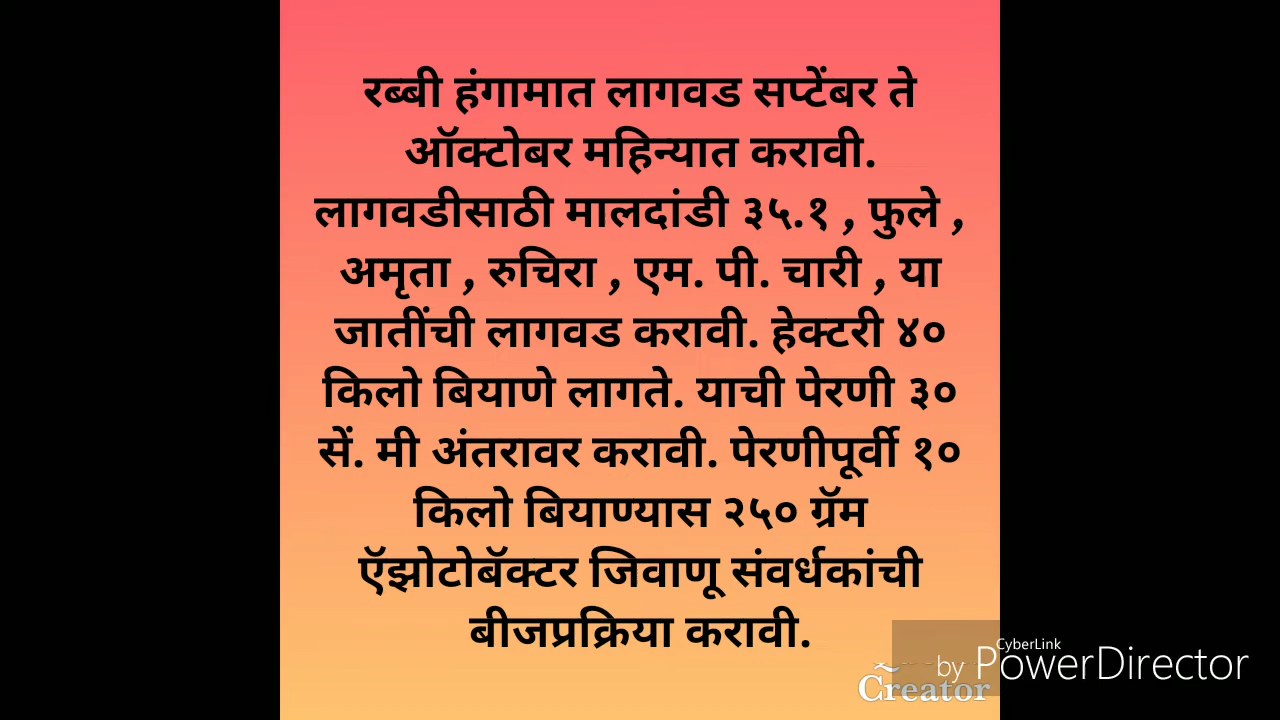 रब्बी हंगामात लागवड सप्टेंबर ते
ऑक्टोबर महिन्यात करावी.
लागवडीसाठी मालदांडी ३५.१ , फुले ,
अमृता , रुचिरा , एम. पी. चारी , या
जातींची लागवड करावी. हेक्टरी ४०
किलो बियाणे लागते. याची पेरणी ३०
सें. मी अंतरावर करावी. पेरणीपूर्वी १०
किलो बियाण्यास २५० ग्रॅम
ऍझोटोबॅक्टर जिवाणू संवर्धकांची
बीजप्रक्रिया करावी.
CyberLink
by PowerDirector
Creator